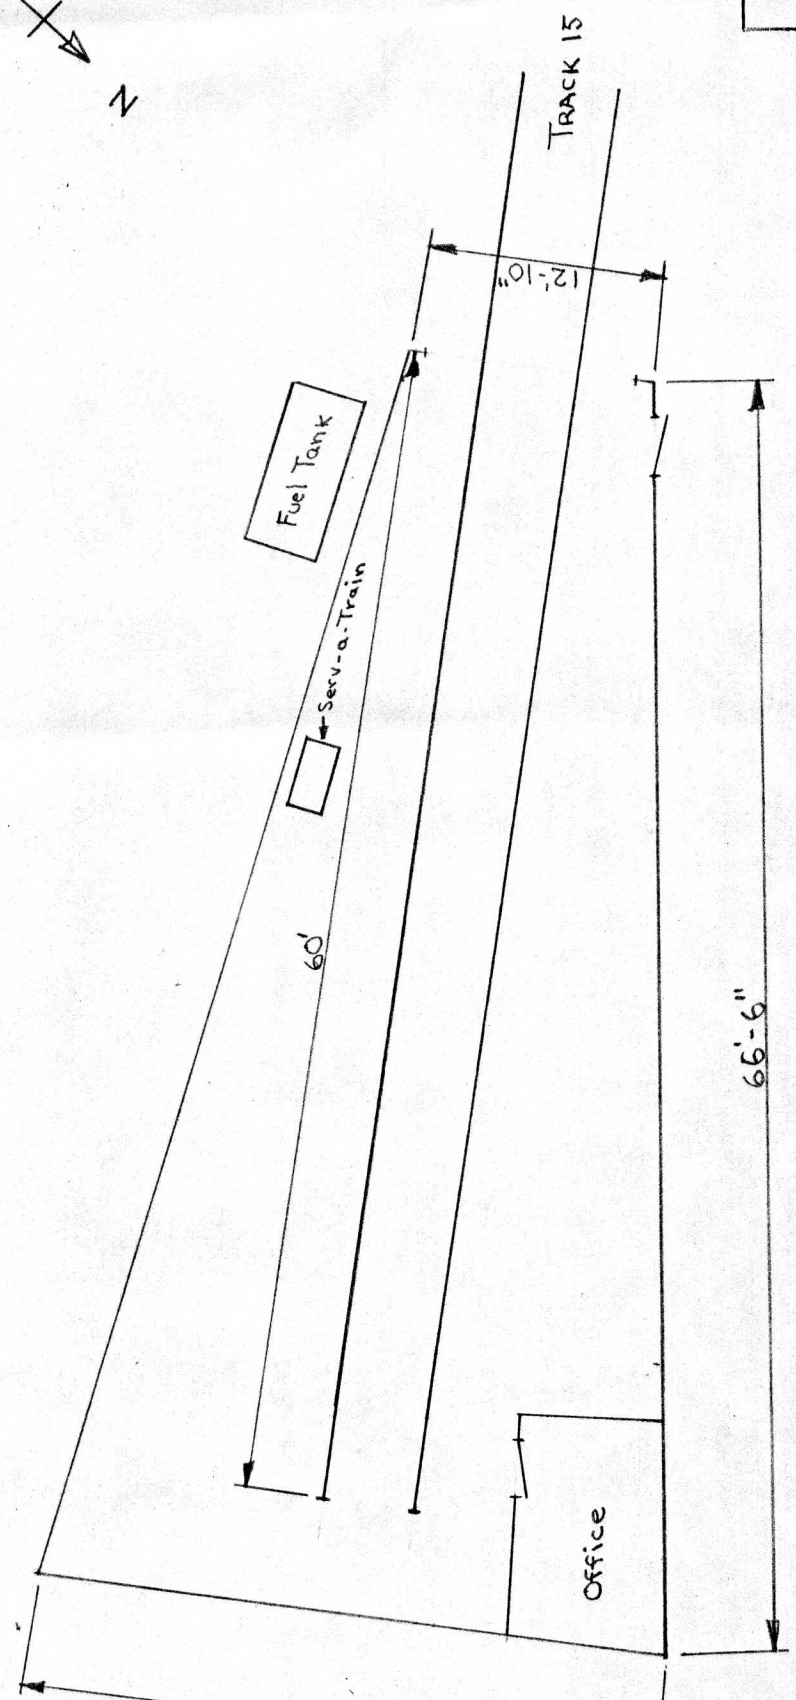 N
TRACK 15
12'-10"
Fuel Tank
Serv-a-Train
60'
66'-6"
Office